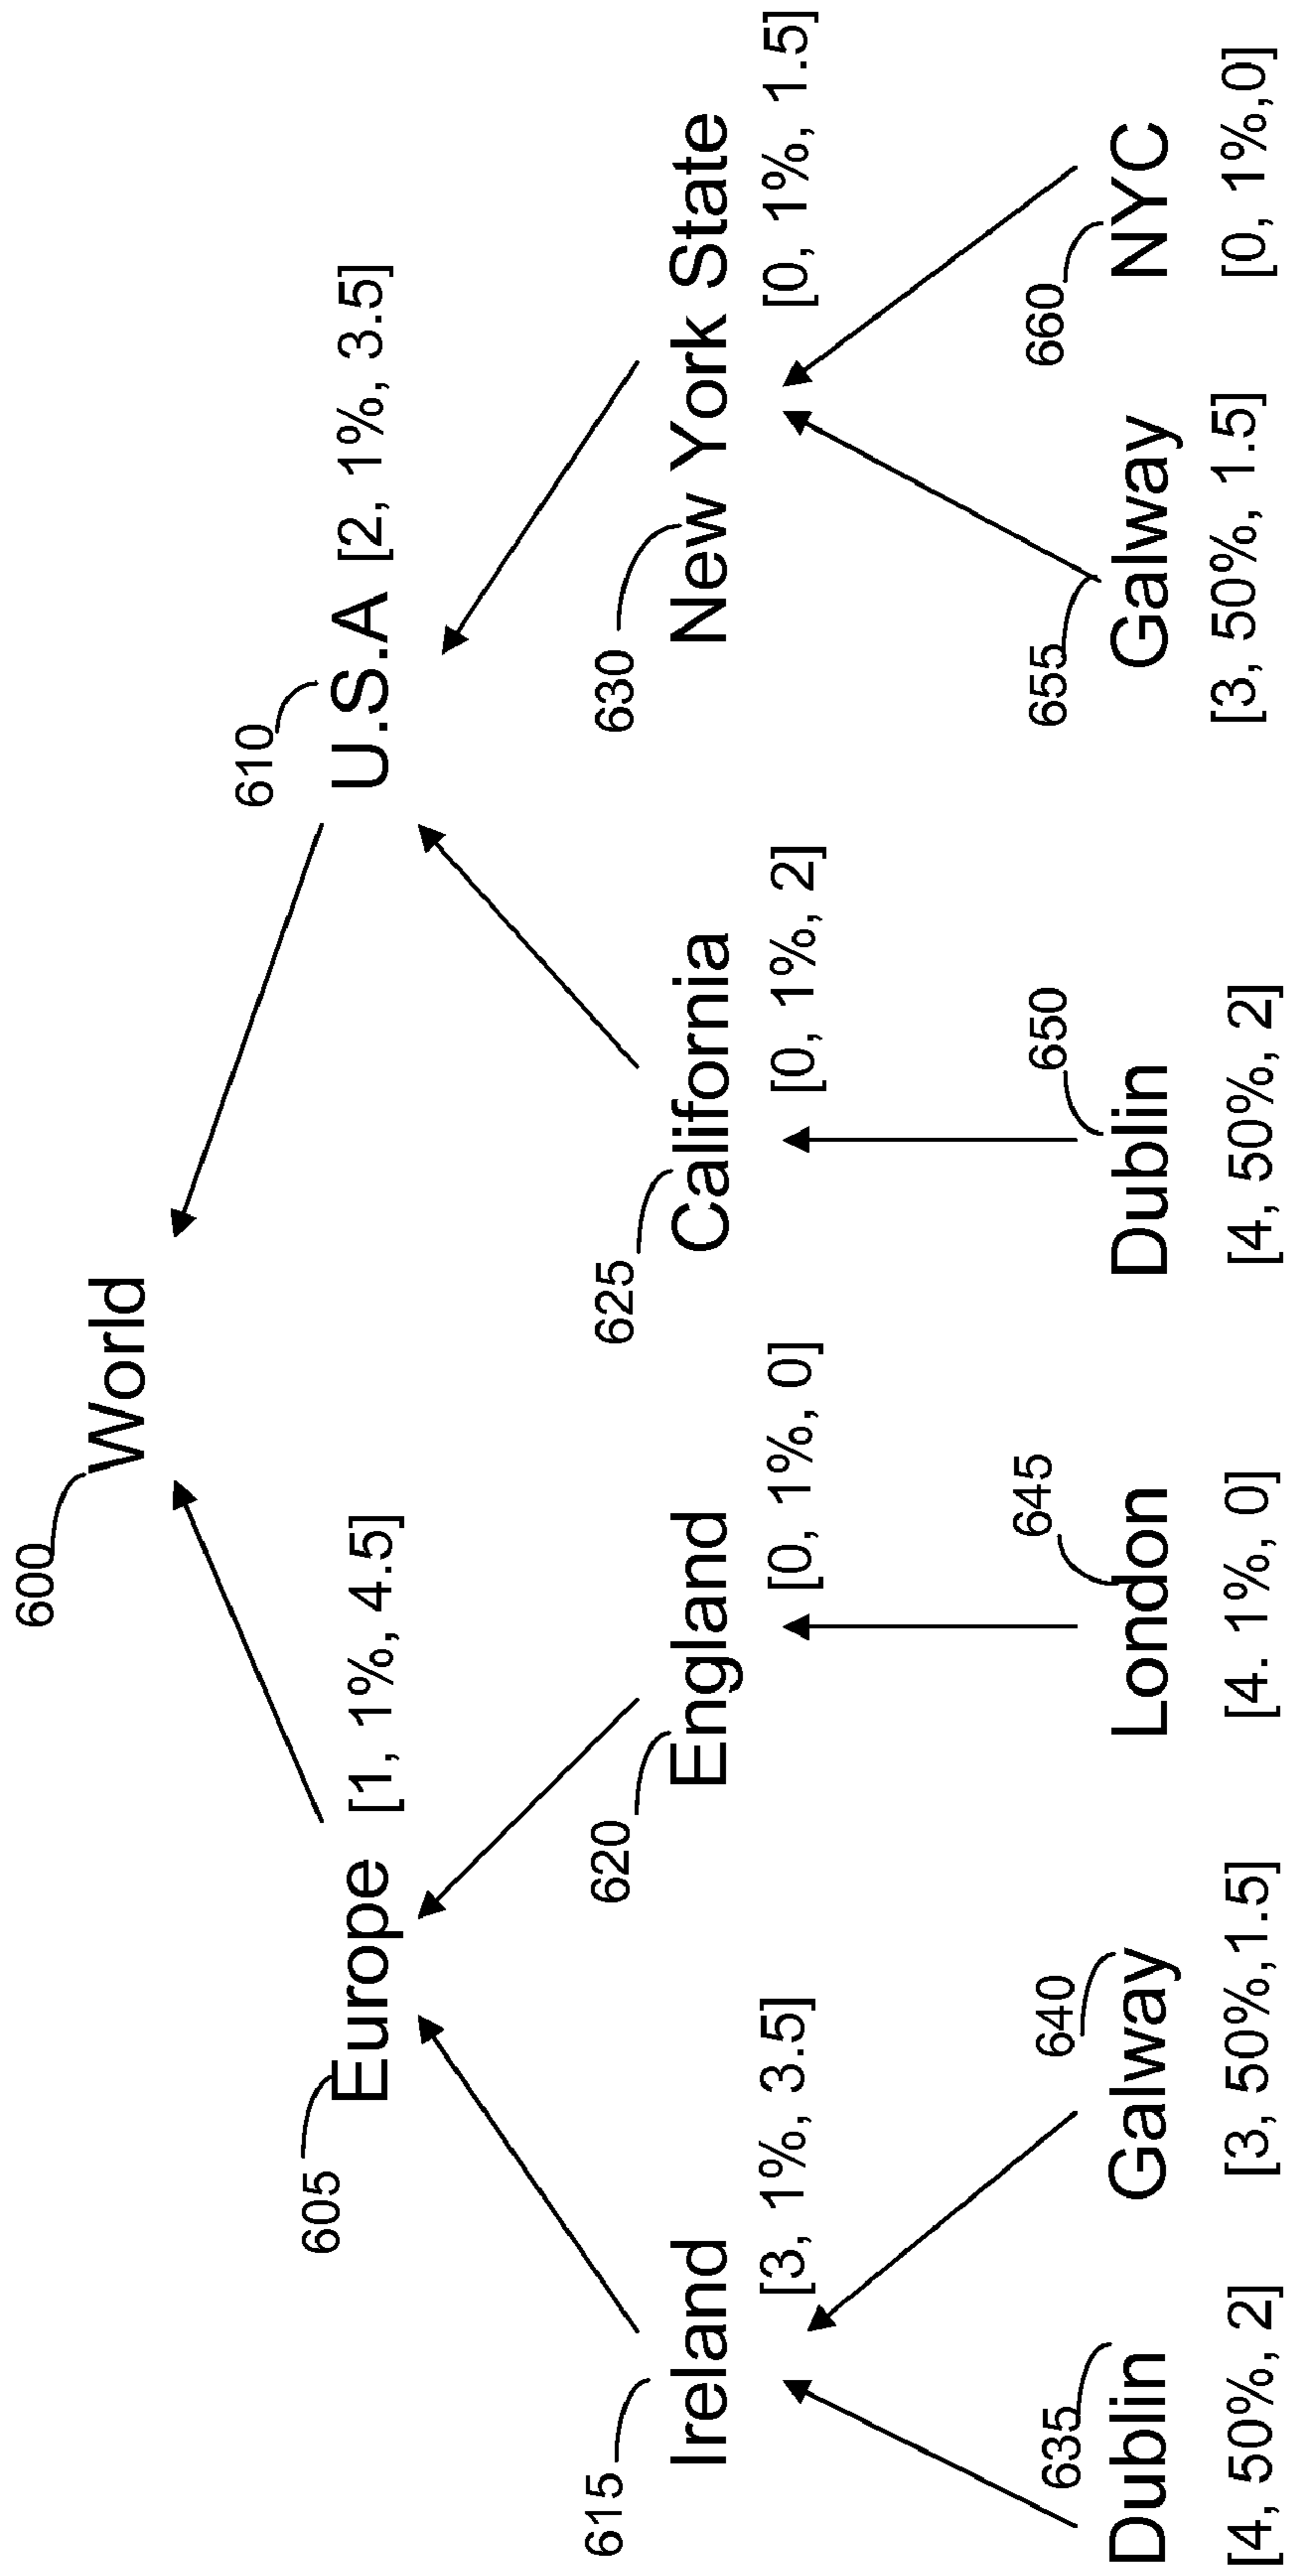 600
World
605
Europe [1, 1%, 4.5]
610
U.S.A [2, 1%, 3.5]
615
Ireland
[3, 1%, 3.5]
620
England
[0, 1%, 0]
625
California
[0, 1%, 2]
630
New York State
[0, 1%, 1.5]
635
Dublin
[4, 50%, 2]
640
Galway
[3, 50%,1.5]
645
London
[4. 1%, 0]
650
Dublin
[4, 50%, 2]
655
Galway
[3, 50%, 1.5]
660
NYC
[0, 1%,0]